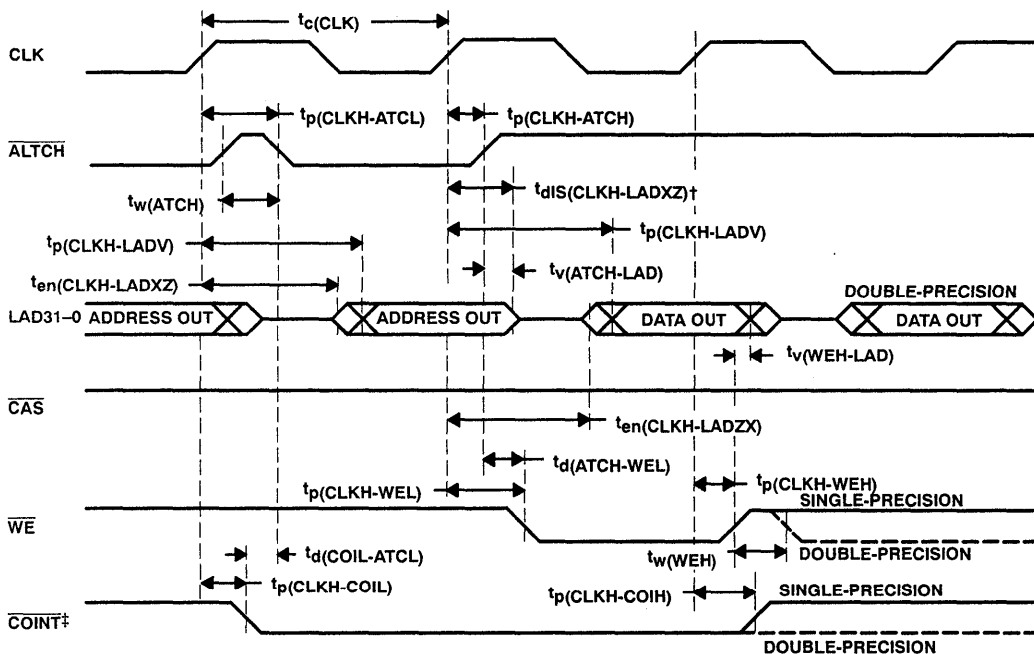 tc(CLK)
CLK
tp(CLKH-ATCL)
tp(CLKH-ATCH)
ALTCH
tdIS(CLKH-LADXZ)†
tw(ATCH)
tp(CLKH-LADV)
tp(CLKH-LADV)
tv(ATCH-LAD)
ten(CLKH-LADXZ)
DOUBLE-PRECISION
LAD31–0 ADDRESS OUT ADDRESS OUT DATA OUT DATA OUT
tv(WEH-LAD)
CAS
ten(CLKH-LADZX)
td(ATCH-WEL)
tp(CLKH-WEH)
tp(CLKH-WEL)
SINGLE-PRECISION
WE
td(COIL-ATCL)
tw(WEH)
DOUBLE-PRECISION
tp(CLKH-COIL)
tp(CLKH-COIH)
SINGLE-PRECISION
COINT‡
DOUBLE-PRECISION